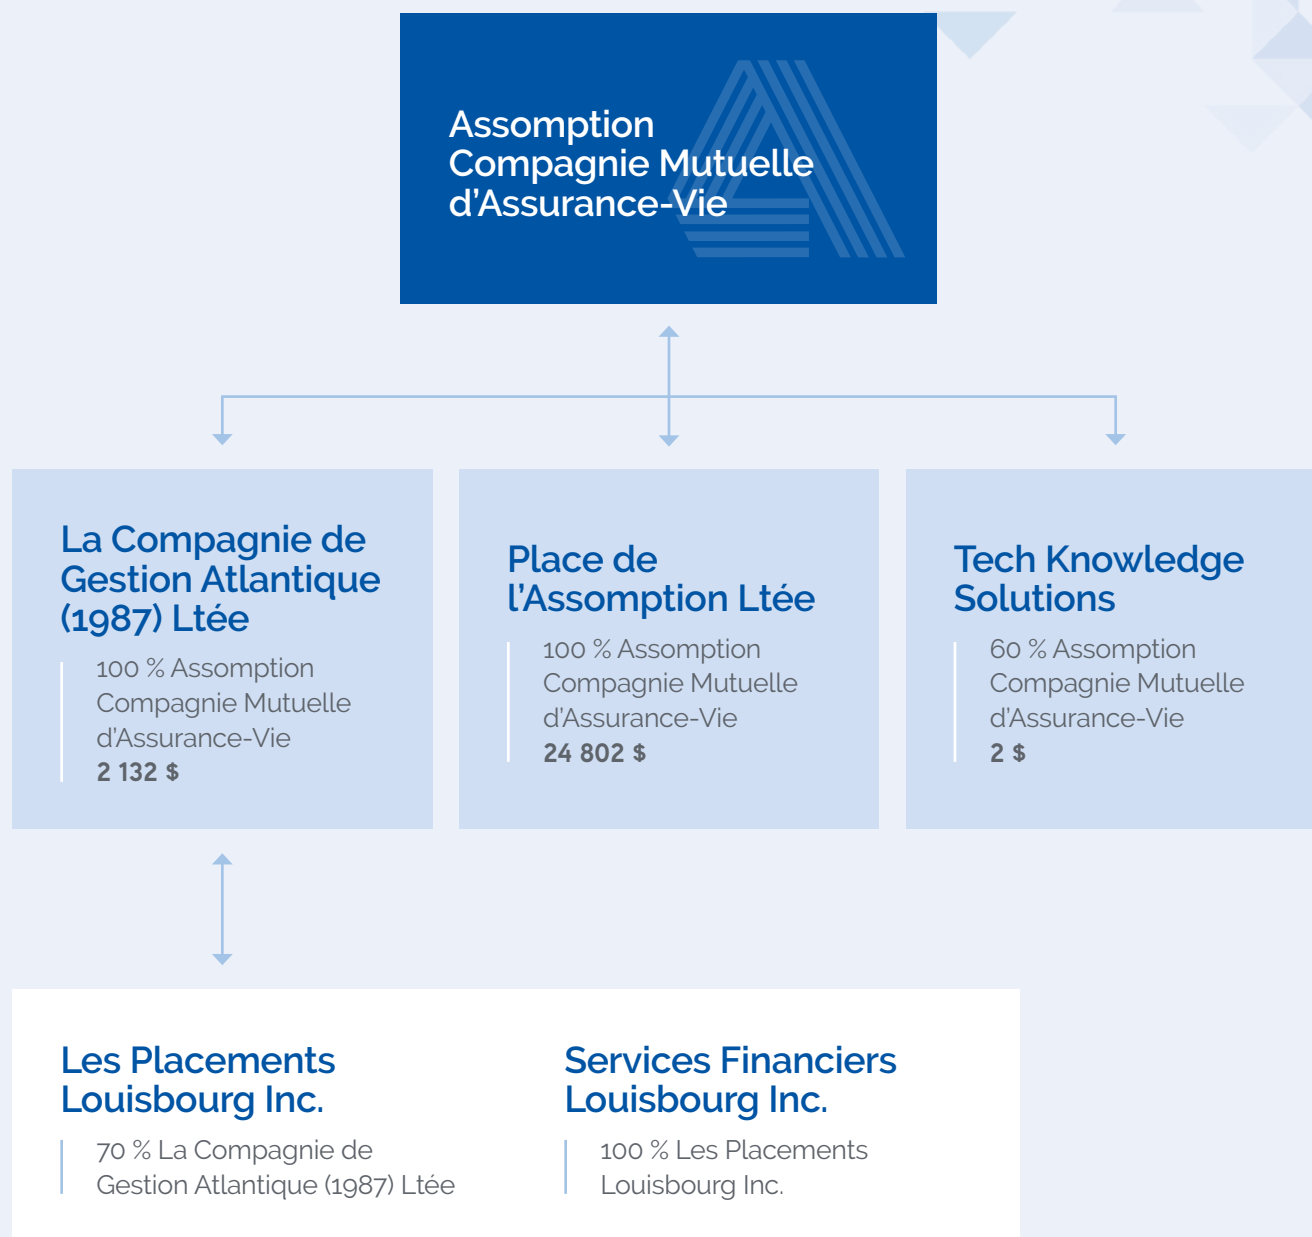 Assomption
Compagnie Mutuelle
d'Assurance-Vie
La Compagnie de
Gestion Atlantique
(1987) Ltée
100 % Assomption
Compagnie Mutuelle
d'Assurance-Vie
2 132 $
Place de
l'Assomption Ltée
100 % Assomption
Compagnie Mutuelle
d'Assurance-Vie
24 802 $
Tech Knowledge
Solutions
60 % Assomption
Compagnie Mutuelle
d'Assurance-Vie
2 $
Les Placements
Louisbourg Inc.
70 % La Compagnie de
Gestion Atlantique (1987) Ltée
Services Financiers
Louisbourg Inc.
100 % Les Placements
Louisbourg Inc.